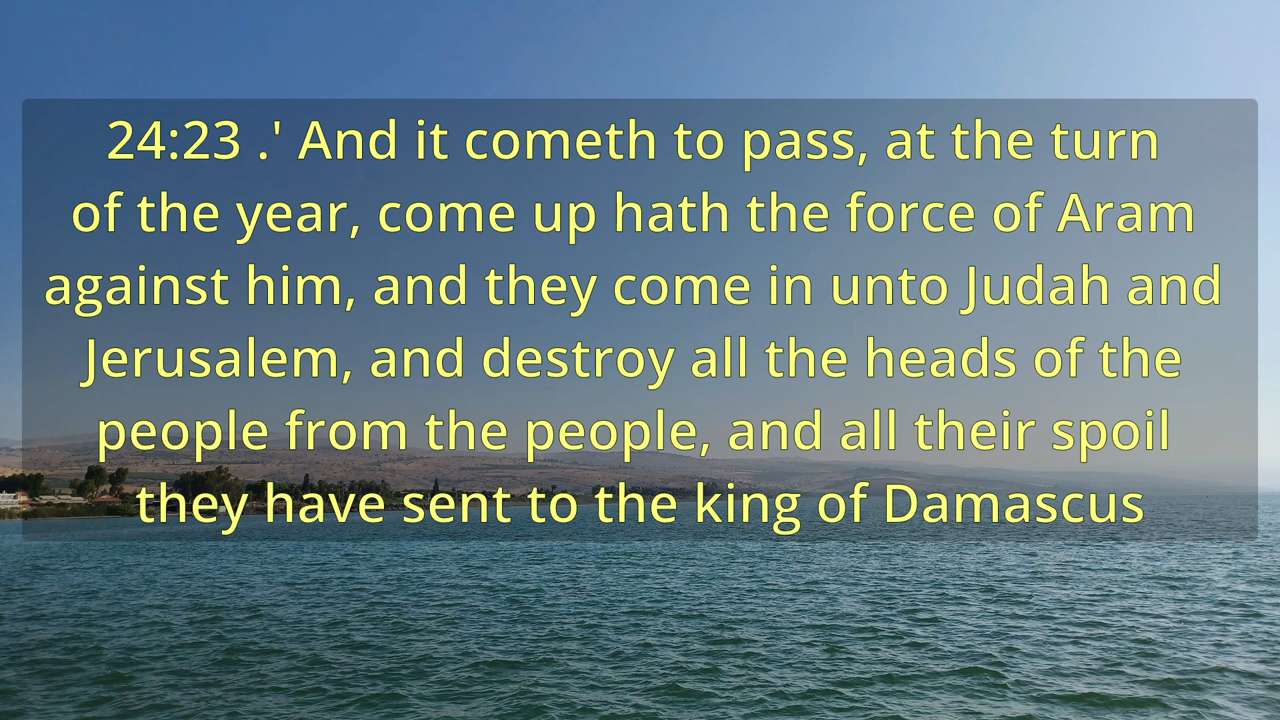 24:23 .' And it cometh to pass, at the turn
of the year, come up hath the force of Aram
against him, and they come in unto Judah and
Jerusalem, and destroy all the heads of the
people from the people, and all their spoil
they have sent to the king of Damascus